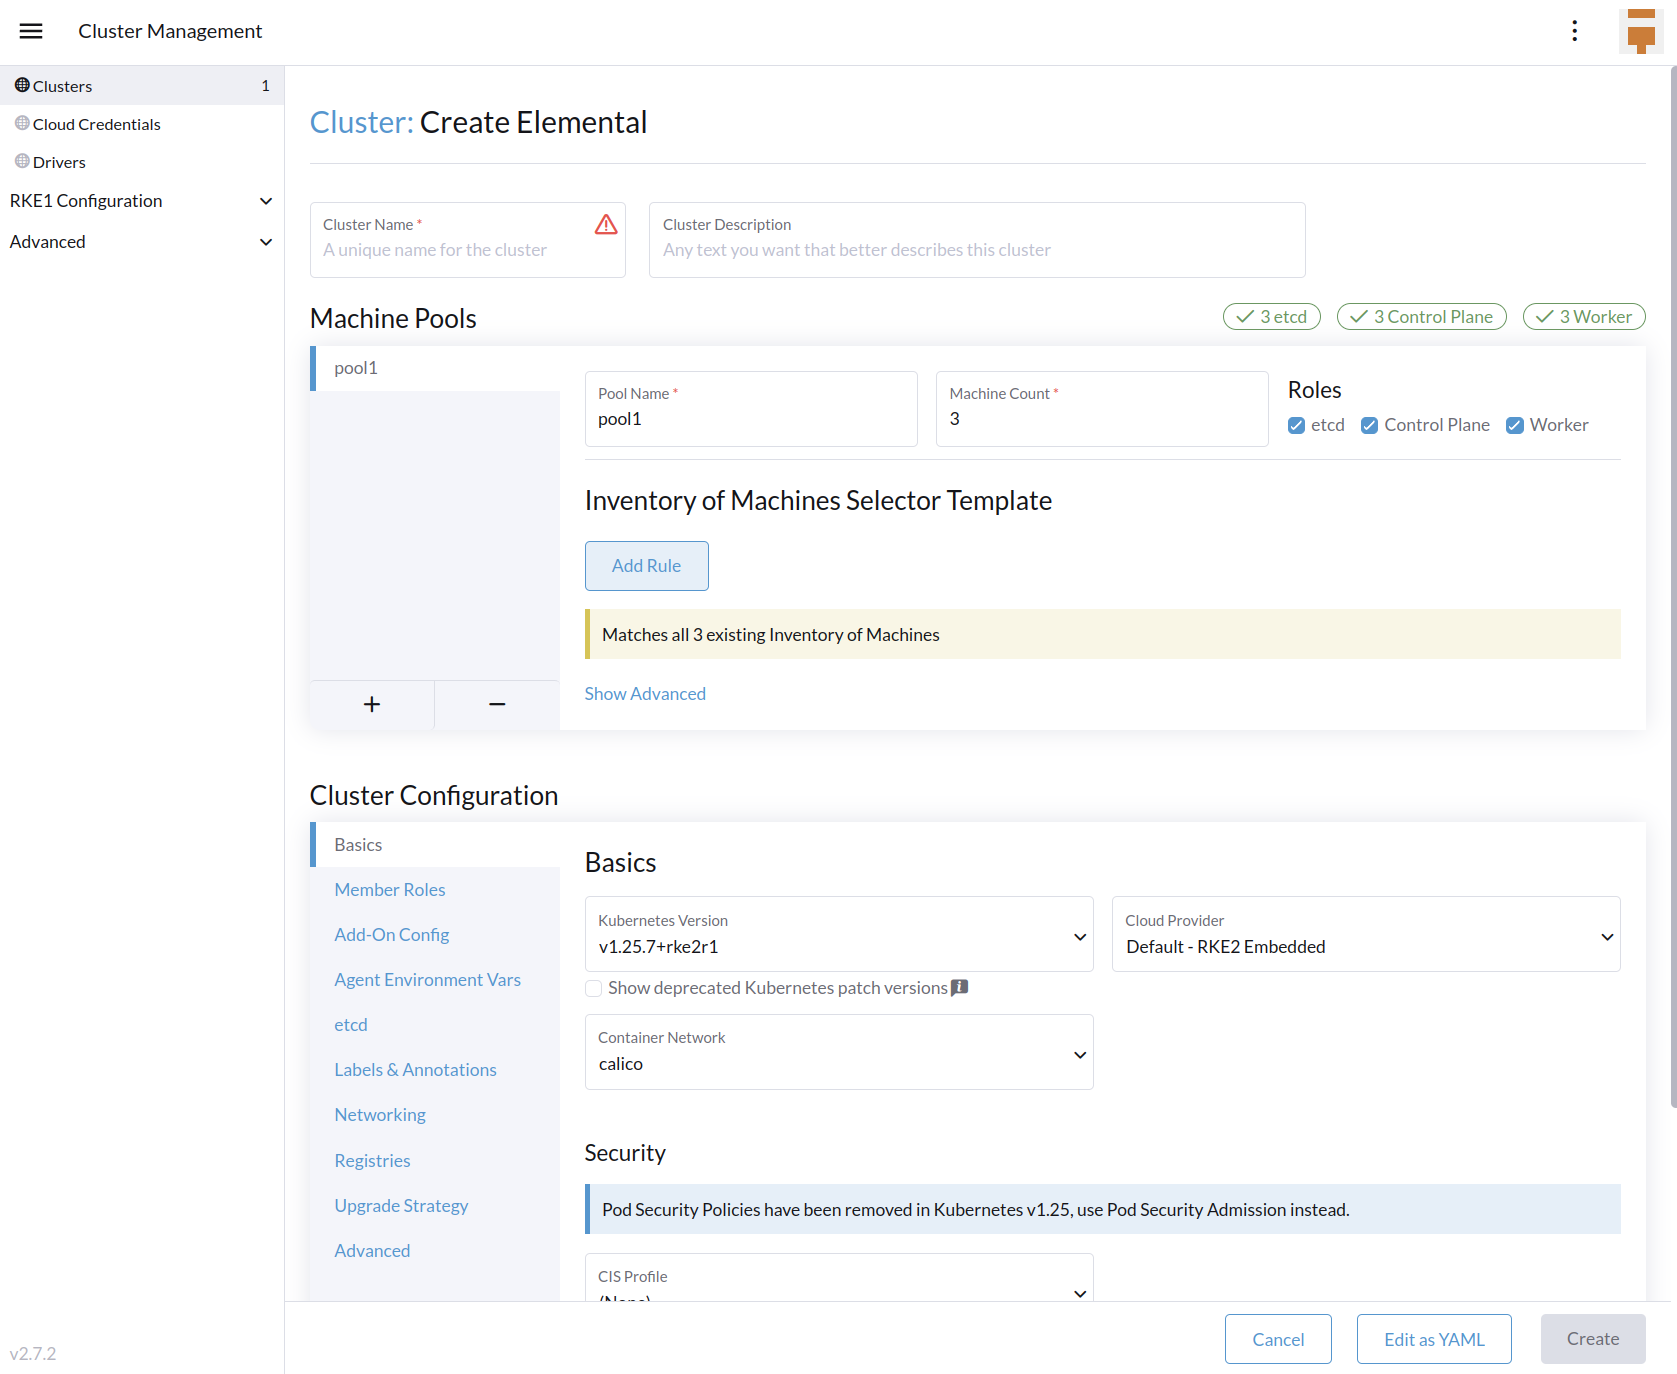 Cluster Management
Clusters 1
Cloud Credentials
Drivers
RKE1 Configuration
Advanced
v2.7.2
Cluster: Create Elemental
Cluster Name *
A unique name for the cluster
Cluster Description
Any text you want that better describes this cluster
Machine Pools
3 etcd
3 Control Plane
3 Worker
pool1
Pool Name *
pool1
Machine Count *
3
Roles
etcd
Control Plane
Worker
Inventory of Machines Selector Template
Add Rule
Matches all 3 existing Inventory of Machines
Show Advanced
+
−
Cluster Configuration
Basics
Member Roles
Add-On Config
Agent Environment Vars
etcd
Labels & Annotations
Networking
Registries
Upgrade Strategy
Advanced
Basics
Kubernetes Version
v1.25.7+rke2r1
Cloud Provider
Default - RKE2 Embedded
Show deprecated Kubernetes patch versions
Container Network
calico
Security
Pod Security Policies have been removed in Kubernetes v1.25, use Pod Security Admission instead.
CIS Profile
(None)
Cancel
Edit as YAML
Create